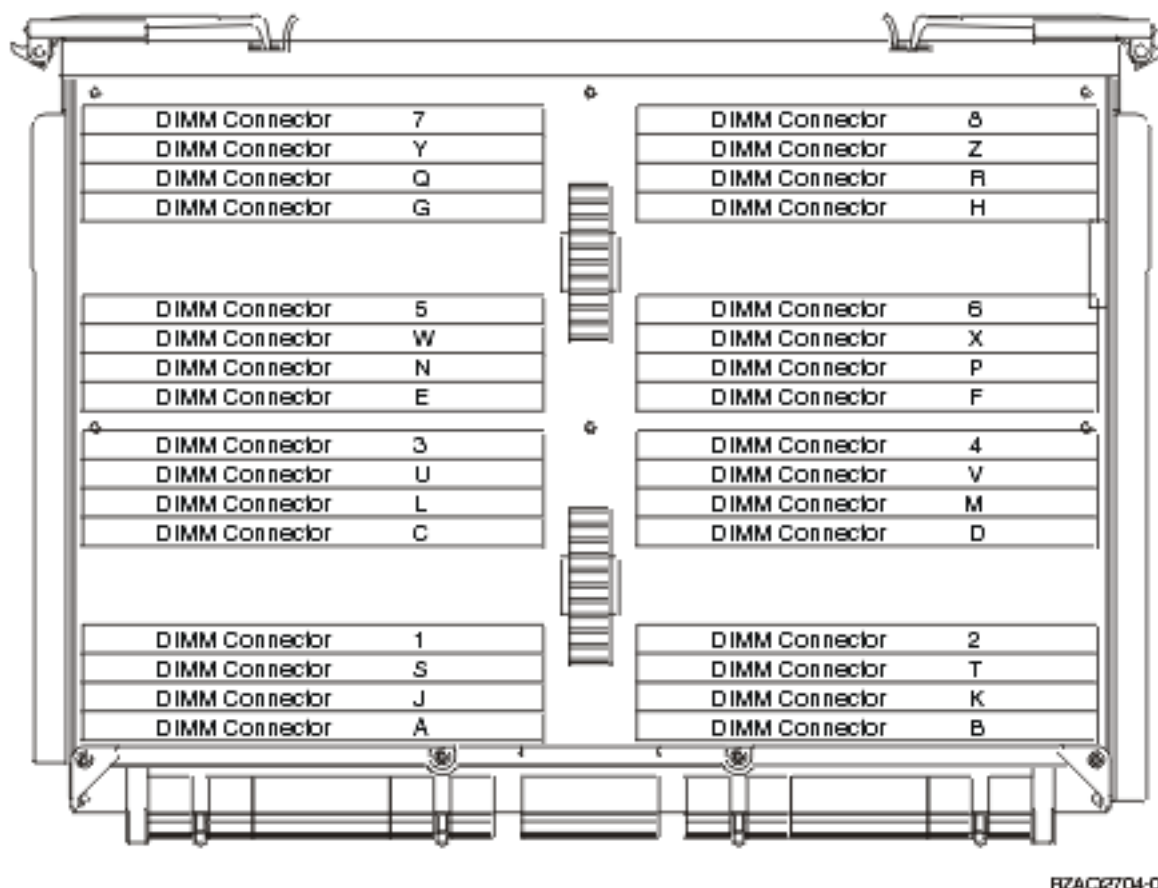 DIMM Connector 7
DIMM Connector Y
DIMM Connector Q
DIMM Connector G
DIMM Connector 8
DIMM Connector Z
DIMM Connector R
DIMM Connector H
DIMM Connector 5
DIMM Connector W
DIMM Connector N
DIMM Connector E
DIMM Connector 6
DIMM Connector X
DIMM Connector P
DIMM Connector F
DIMM Connector 3
DIMM Connector U
DIMM Connector L
DIMM Connector C
DIMM Connector 4
DIMM Connector V
DIMM Connector M
DIMM Connector D
DIMM Connector 1
DIMM Connector S
DIMM Connector J
DIMM Connector A
DIMM Connector 2
DIMM Connector T
DIMM Connector K
DIMM Connector B